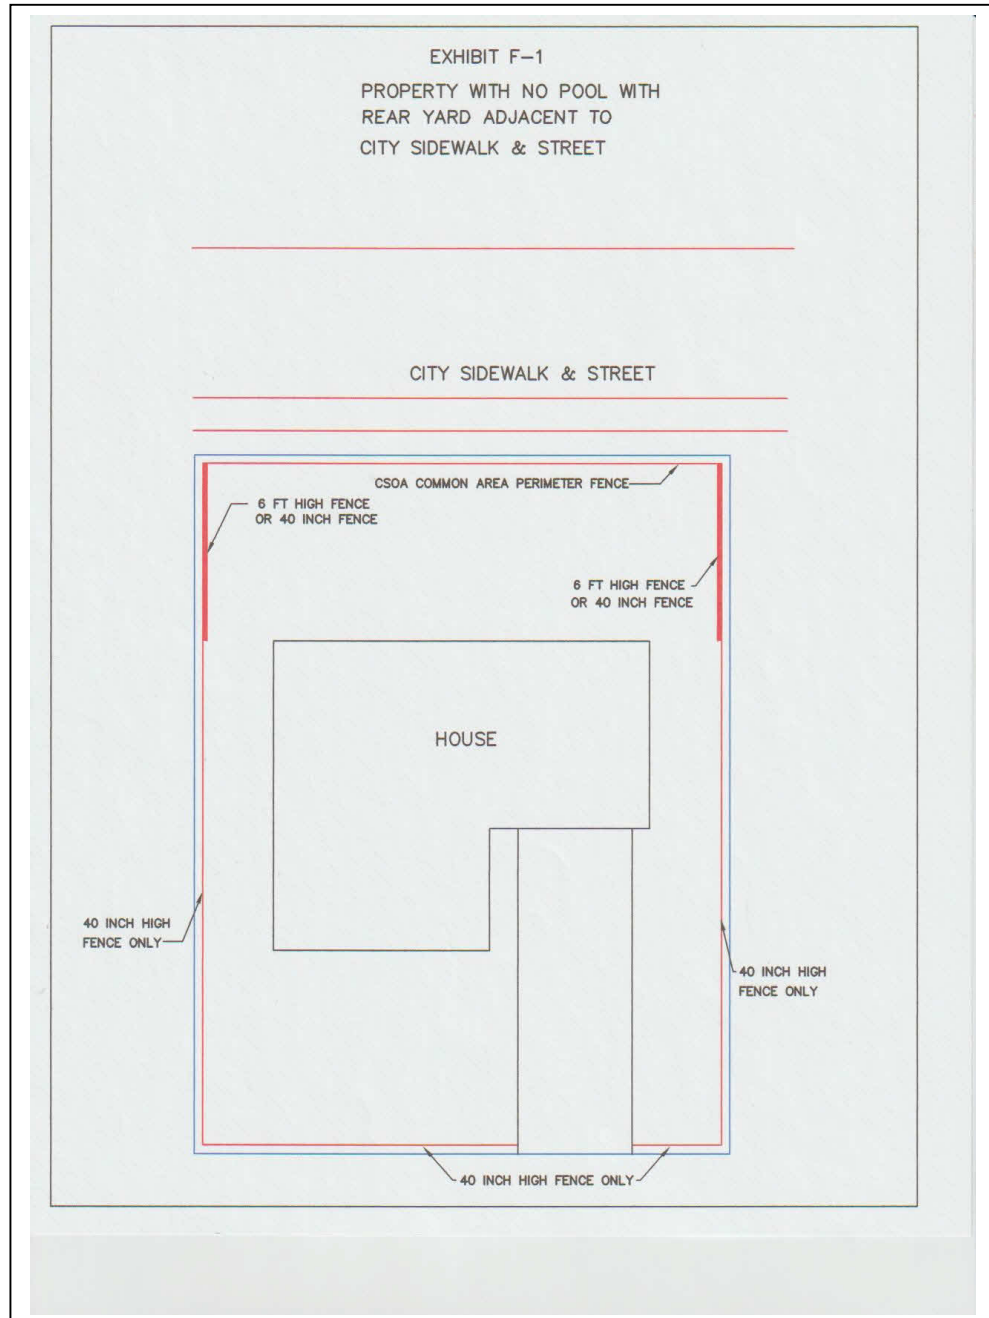 EXHIBIT F-1
PROPERTY WITH NO POOL WITH
REAR YARD ADJACENT TO
CITY SIDEWALK & STREET
CITY SIDEWALK & STREET
CSOA COMMON AREA PERIMETER FENCE
6 FT HIGH FENCE
OR 40 INCH FENCE
6 FT HIGH FENCE
OR 40 INCH FENCE
HOUSE
40 INCH HIGH
FENCE ONLY
40 INCH HIGH
FENCE ONLY
40 INCH HIGH FENCE ONLY